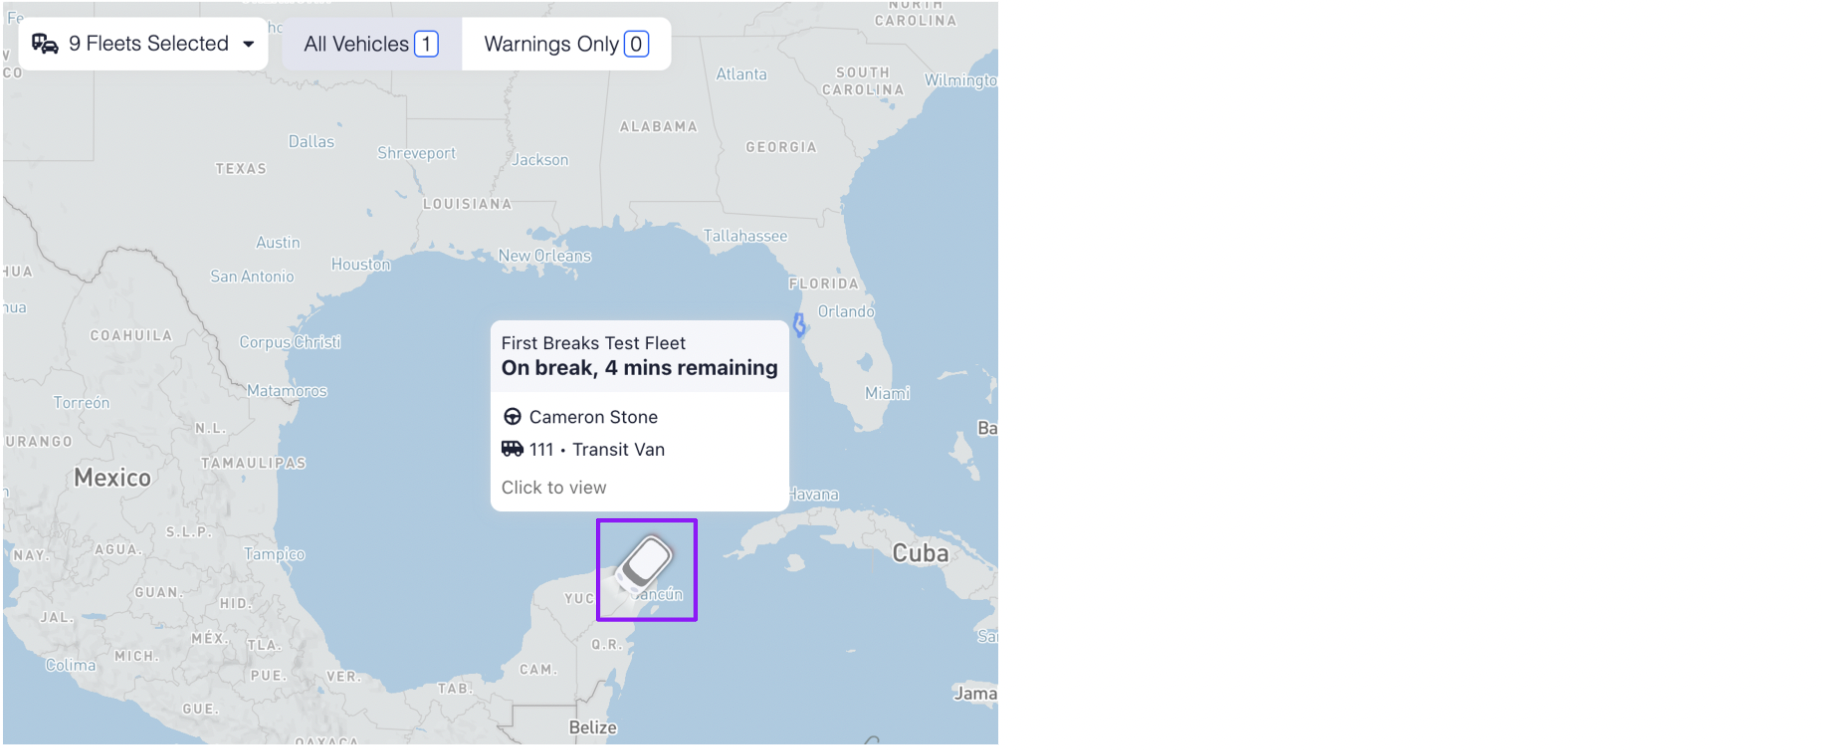 9 Fleets Selected
All Vehicles 1
Warnings Only 0
NORTH
CAROLINA
Atlanta
SOUTH
CAROLINA
Wilmingto
ALABAMA
Dallas
Shreveport
Jackson
GEORGIA
TEXAS
LOUISIANA
Austin
Tallahassee
New Orleans
Houston
San Antonio
HUA
FLORIDA
hua
Orlando
COAHUILA
Corpus Christi
First Breaks Test Fleet
On break, 4 mins remaining
Matamoros
Torreón
Miami
Cameron Stone
N.L.
Ba
URANGO
111 • Transit Van
TAMAULIPAS
Mexico
Click to view
Havana
S.L.P.
NAY.
AGUA.
Tampico
Cuba
GUAN.
HID.
YUC
Cancún
JAL.
MÉX.
TLA.
Q.R.
Sa
MICH.
Colima
PUE.
VER.
CAM.
TAB.
Jama
GUE.
Belize
OAXACA